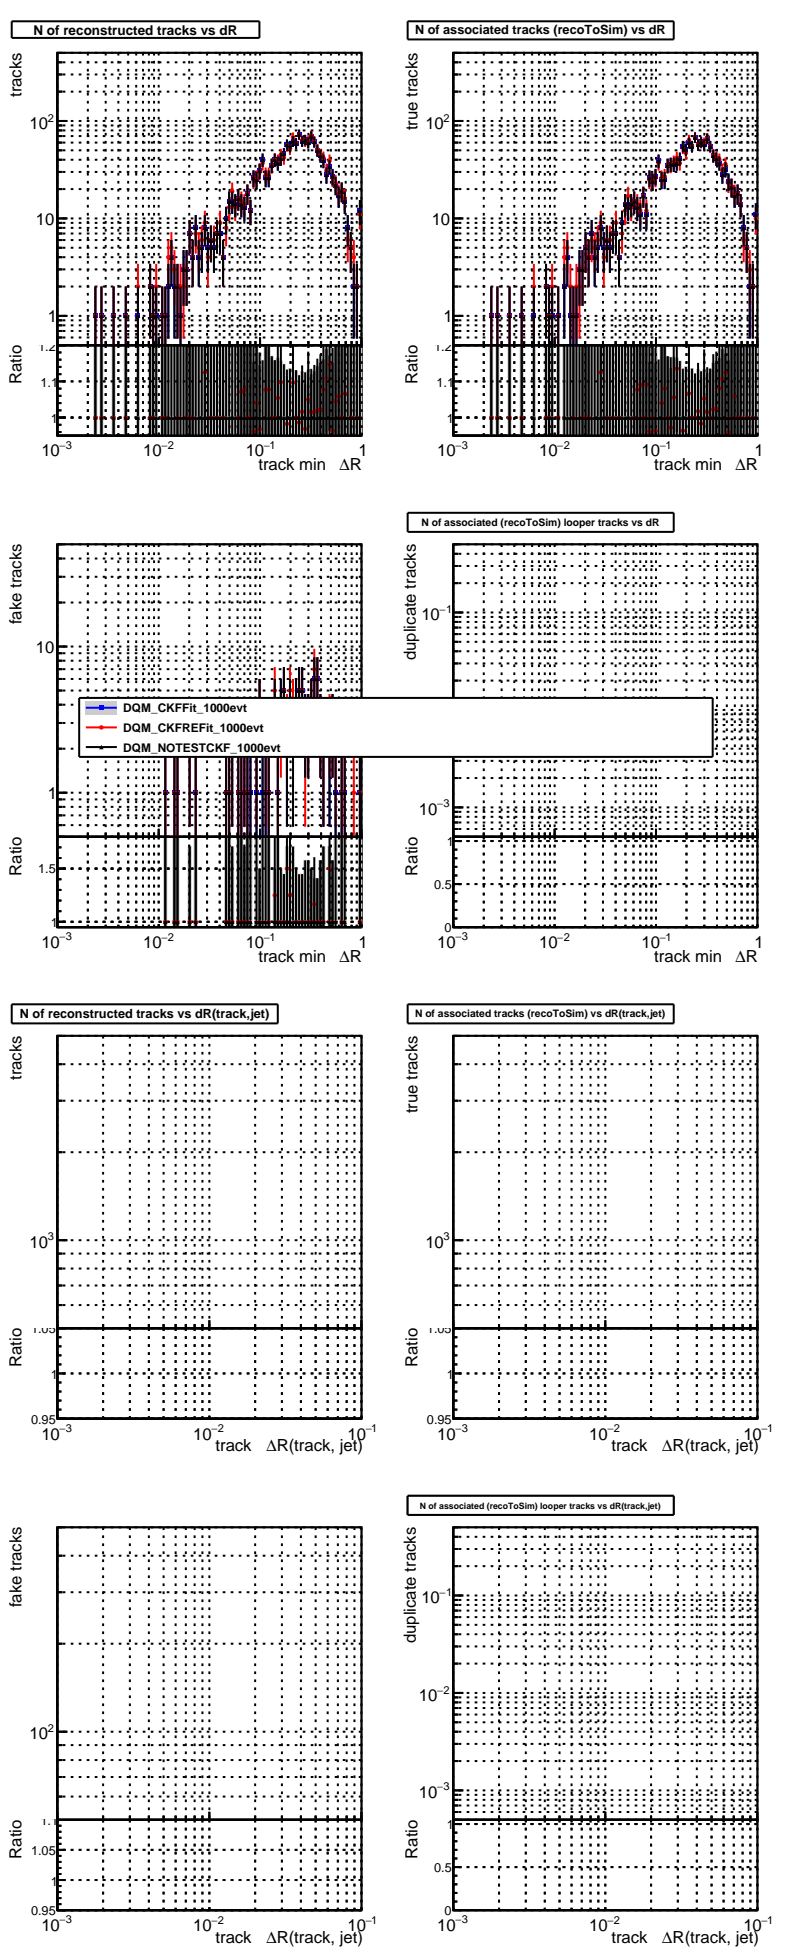 N of reconstructed tracks vs dR
tracks
10²
10
1
Ratio
1.2
1.1
1
10⁻³ 10⁻² 10⁻¹ 1
track min ΔR
N of associated tracks (recoToSim) vs dR
true tracks
10²
10
1
Ratio
1.2
1.1
1
10⁻³ 10⁻² 10⁻¹ 1
track min ΔR
fake tracks
10
1
Ratio
1.5
1
10⁻³ 10⁻² 10⁻¹ 1
track min ΔR
N of associated (recoToSim) looper tracks vs dR
duplicate tracks
10⁻¹
10⁻³
Ratio
1
0.5
0
10⁻³ 10⁻² 10⁻¹ 1
track min ΔR
DQM_CKFFit_1000evt
DQM_CKFREFit_1000evt
DQM_NOTESTCKF_1000evt
N of reconstructed tracks vs dR(track,jet)
tracks
10³
Ratio
1.05
1
0.95
10⁻³ 10⁻² 10⁻¹
track ΔR(track, jet)
N of associated tracks (recoToSim) vs dR(track,jet)
true tracks
10³
Ratio
1.05
1
0.95
10⁻³ 10⁻² 10⁻¹
track ΔR(track, jet)
fake tracks
10²
Ratio
1.1
1.05
1
0.95
10⁻³ 10⁻² 10⁻¹
track ΔR(track, jet)
N of associated (recoToSim) looper tracks vs dR(track,jet)
duplicate tracks
10⁻¹
10⁻²
10⁻³
Ratio
1
0.5
0
10⁻³ 10⁻² 10⁻¹
track ΔR(track, jet)